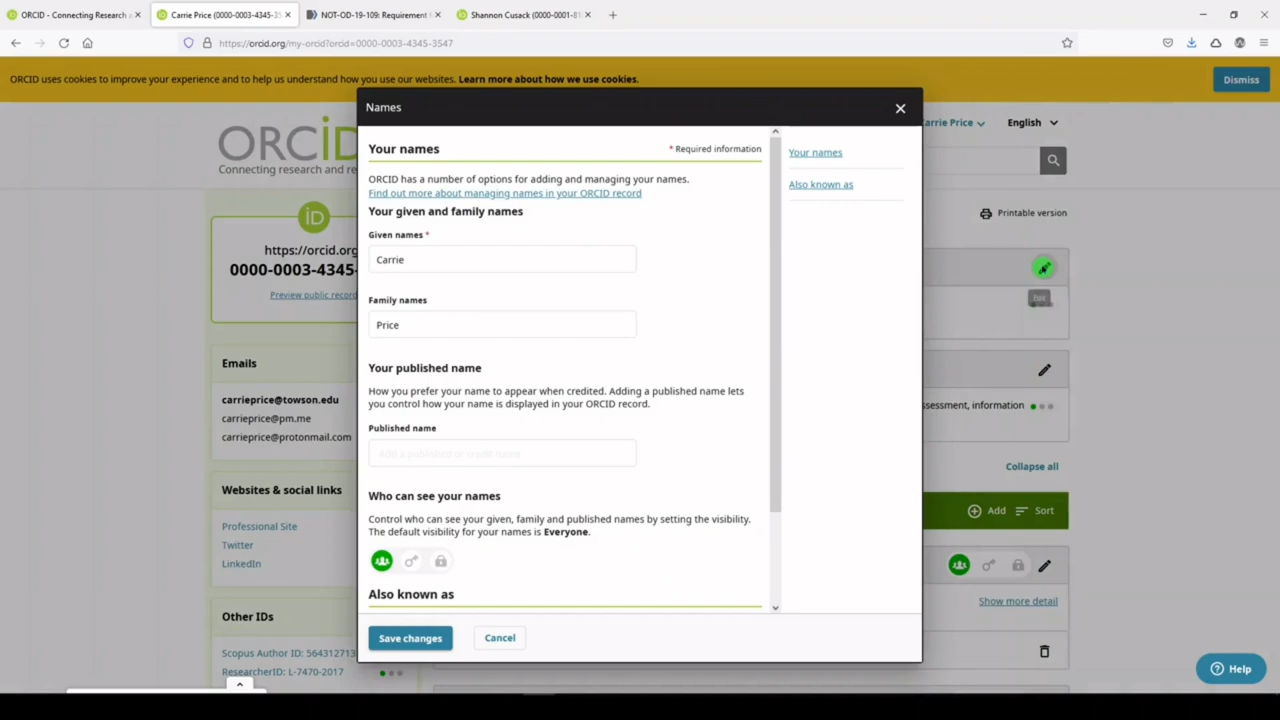 ORCID - Connecting Research
Carrie Price (0000-0003-4345-35
NOT-OD-19-109: Requirement
Shannon Cusack (0000-0001-81
https://orcid.org/my-orcid?orcid=0000-0003-4345-3547
ORCID uses cookies to improve your experience and to help us understand how you use our websites. Learn more about how we use cookies.
Dismiss
ORCID
Connecting research and re
arrie Price
English
Printable version
https://orcid.org
0000-0003-4345-
Preview public record
Emails
carrieprice@towson.edu
carrieprice@pm.me
carrieprice@protonmail.com
Websites & social links
Professional Site
Twitter
LinkedIn
Other IDs
Scopus Author ID: 564312713
ResearcherID: L-7470-2017
Names
Your names
* Required information
ORCID has a number of options for adding and managing your names.
Find out more about managing names in your ORCID record
Your given and family names
Given names *
Carrie
Family names
Price
Your published name
How you prefer your name to appear when credited. Adding a published name lets
you control how your name is displayed in your ORCID record.
Published name
Add a published or credit name
Who can see your names
Control who can see your given, family and published names by setting the visibility.
The default visibility for your names is Everyone.
Also known as
Save changes
Cancel
Your names
Also known as
Edit
ssessment, information
Collapse all
Add
Sort
Show more detail
Help